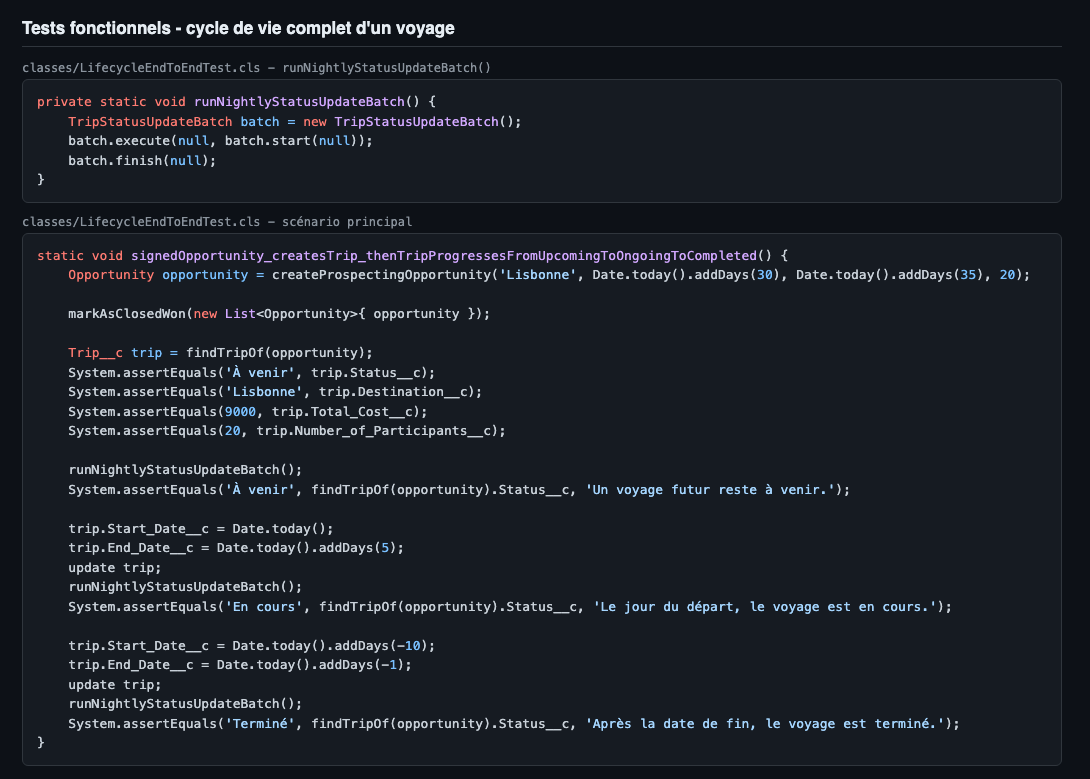 Tests fonctionnels - cycle de vie complet d'un voyage
classes/LifecycleEndToEndTest.cls — runNightlyStatusUpdateBatch()
private static void runNightlyStatusUpdateBatch() {
    TripStatusUpdateBatch batch = new TripStatusUpdateBatch();
    batch.execute(null, batch.start(null));
    batch.finish(null);
}
classes/LifecycleEndToEndTest.cls — scénario principal
static void signedOpportunity_createsTrip_thenTripProgressesFromUpcomingToOngoingToCompleted() {
    Opportunity opportunity = createProspectingOpportunity('Lisbonne', Date.today().addDays(30), Date.today().addDays(35), 20);
    markAsClosedWon(new List<Opportunity>{ opportunity });
    Trip__c trip = findTripOf(opportunity);
    System.assertEquals('À venir', trip.Status__c);
    System.assertEquals('Lisbonne', trip.Destination__c);
    System.assertEquals(9000, trip.Total_Cost__c);
    System.assertEquals(20, trip.Number_of_Participants__c);
    runNightlyStatusUpdateBatch();
    System.assertEquals('À venir', findTripOf(opportunity).Status__c, 'Un voyage futur reste à venir.');
    trip.Start_Date__c = Date.today();
    trip.End_Date__c = Date.today().addDays(5);
    update trip;
    runNightlyStatusUpdateBatch();
    System.assertEquals('En cours', findTripOf(opportunity).Status__c, 'Le jour du départ, le voyage est en cours.');
    trip.Start_Date__c = Date.today().addDays(-10);
    trip.End_Date__c = Date.today().addDays(-1);
    update trip;
    runNightlyStatusUpdateBatch();
    System.assertEquals('Terminé', findTripOf(opportunity).Status__c, 'Après la date de fin, le voyage est terminé.');
}